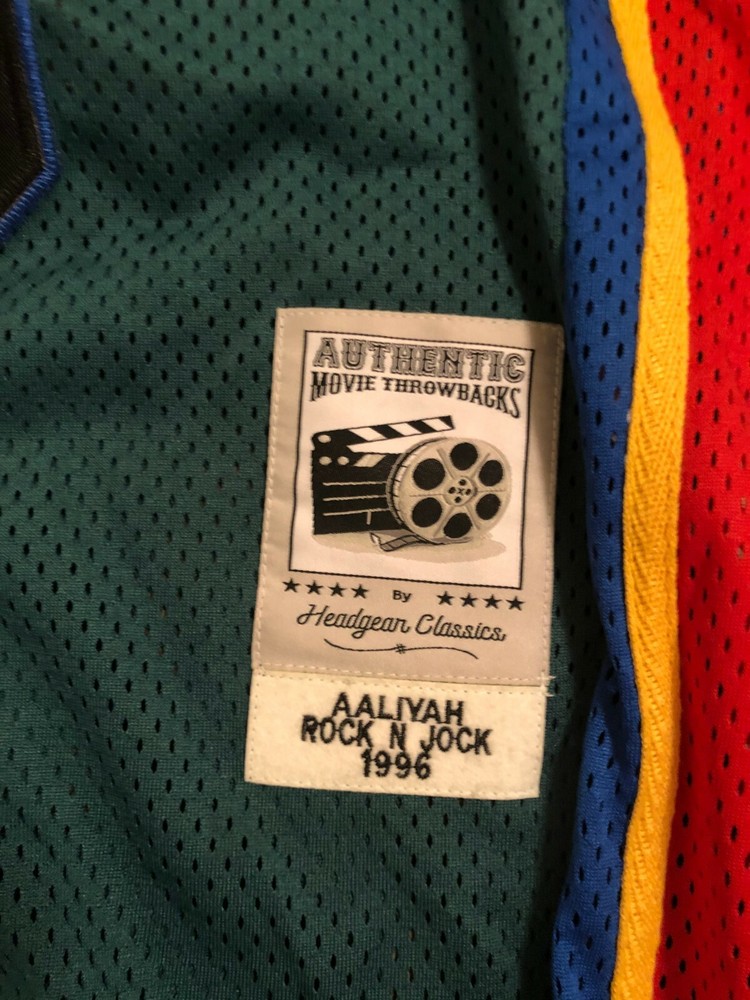 AUTHENTIC
MOVIE THROWBACKS
By
Headgear Classics
AALIYAH
ROCK N JOCK
1996